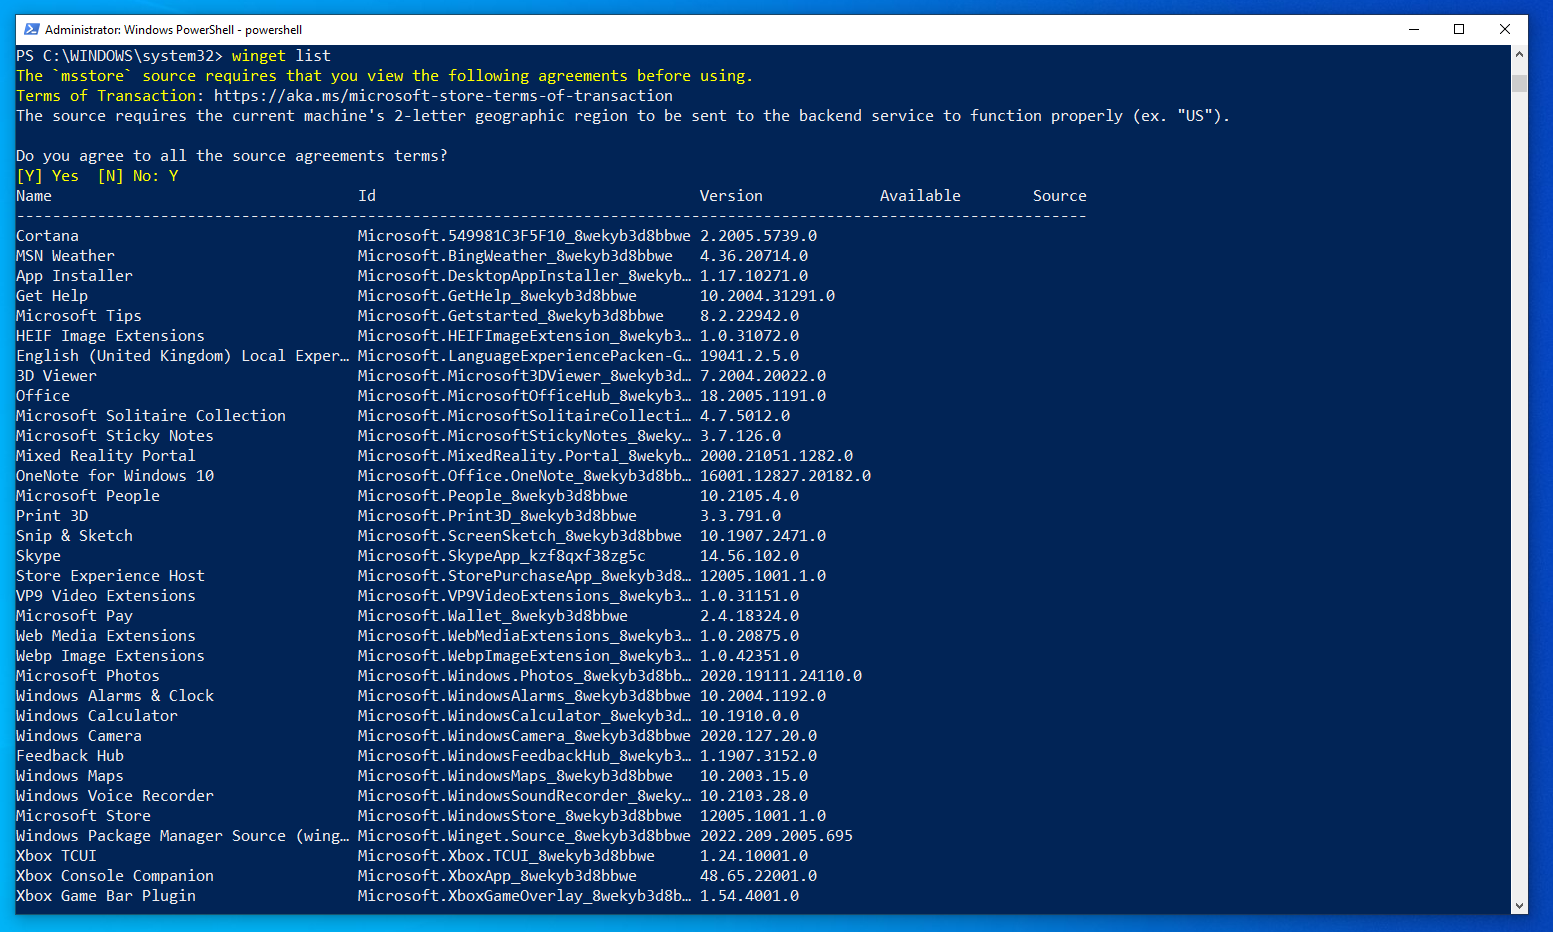 Administrator: Windows PowerShell - powershell
PS C:\WINDOWS\system32> winget list
The `msstore` source requires that you view the following agreements before using.
Terms of Transaction: https://aka.ms/microsoft-store-terms-of-transaction
The source requires the current machine's 2-letter geographic region to be sent to the backend service to function properly (ex. "US").
Do you agree to all the source agreements terms?
[Y] Yes  [N] No: Y
Name Id Version Available Source
-----------------------------------------------------------------------------------------------------------------------
Cortana Microsoft.549981C3F5F10_8wekyb3d8bbwe 2.2005.5739.0
MSN Weather Microsoft.BingWeather_8wekyb3d8bbwe 4.36.20714.0
App Installer Microsoft.DesktopAppInstaller_8wekyb… 1.17.10271.0
Get Help Microsoft.GetHelp_8wekyb3d8bbwe 10.2004.31291.0
Microsoft Tips Microsoft.Getstarted_8wekyb3d8bbwe 8.2.22942.0
HEIF Image Extensions Microsoft.HEIFImageExtension_8wekyb3… 1.0.31072.0
English (United Kingdom) Local Exper… Microsoft.LanguageExperiencePacken-G… 19041.2.5.0
3D Viewer Microsoft.Microsoft3DViewer_8wekyb3d… 7.2004.20022.0
Office Microsoft.MicrosoftOfficeHub_8wekyb3… 18.2005.1191.0
Microsoft Solitaire Collection Microsoft.MicrosoftSolitaireCollecti… 4.7.5012.0
Microsoft Sticky Notes Microsoft.MicrosoftStickyNotes_8weky… 3.7.126.0
Mixed Reality Portal Microsoft.MixedReality.Portal_8wekyb… 2000.21051.1282.0
OneNote for Windows 10 Microsoft.Office.OneNote_8wekyb3d8bb… 16001.12827.20182.0
Microsoft People Microsoft.People_8wekyb3d8bbwe 10.2105.4.0
Print 3D Microsoft.Print3D_8wekyb3d8bbwe 3.3.791.0
Snip & Sketch Microsoft.ScreenSketch_8wekyb3d8bbwe 10.1907.2471.0
Skype Microsoft.SkypeApp_kzf8qxf38zg5c 14.56.102.0
Store Experience Host Microsoft.StorePurchaseApp_8wekyb3d8… 12005.1001.1.0
VP9 Video Extensions Microsoft.VP9VideoExtensions_8wekyb3… 1.0.31151.0
Microsoft Pay Microsoft.Wallet_8wekyb3d8bbwe 2.4.18324.0
Web Media Extensions Microsoft.WebMediaExtensions_8wekyb3… 1.0.20875.0
Webp Image Extensions Microsoft.WebpImageExtension_8wekyb3… 1.0.42351.0
Microsoft Photos Microsoft.Windows.Photos_8wekyb3d8bb… 2020.19111.24110.0
Windows Alarms & Clock Microsoft.WindowsAlarms_8wekyb3d8bbwe 10.2004.1192.0
Windows Calculator Microsoft.WindowsCalculator_8wekyb3d… 10.1910.0.0
Windows Camera Microsoft.WindowsCamera_8wekyb3d8bbwe 2020.127.20.0
Feedback Hub Microsoft.WindowsFeedbackHub_8wekyb3… 1.1907.3152.0
Windows Maps Microsoft.WindowsMaps_8wekyb3d8bbwe 10.2003.15.0
Windows Voice Recorder Microsoft.WindowsSoundRecorder_8weky… 10.2103.28.0
Microsoft Store Microsoft.WindowsStore_8wekyb3d8bbwe 12005.1001.1.0
Windows Package Manager Source (wing… Microsoft.Winget.Source_8wekyb3d8bbwe 2022.209.2005.695
Xbox TCUI Microsoft.Xbox.TCUI_8wekyb3d8bbwe 1.24.10001.0
Xbox Console Companion Microsoft.XboxApp_8wekyb3d8bbwe 48.65.22001.0
Xbox Game Bar Plugin Microsoft.XboxGameOverlay_8wekyb3d8b… 1.54.4001.0